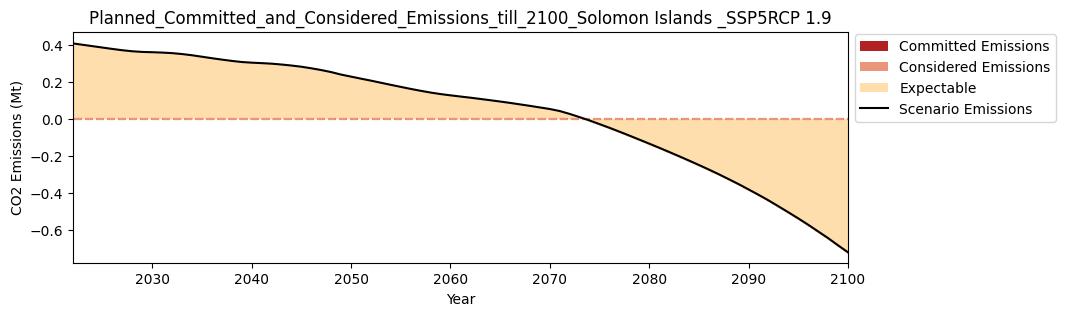 Planned_Committed_and_Considered_Emissions_till_2100_Solomon Islands _SSP5RCP 1.9
Committed Emissions
Considered Emissions
Expectable
Scenario Emissions
CO2 Emissions (Mt)
0.4
0.2
0.0
−0.2
−0.4
−0.6
2030 2040 2050 2060 2070 2080 2090 2100
Year